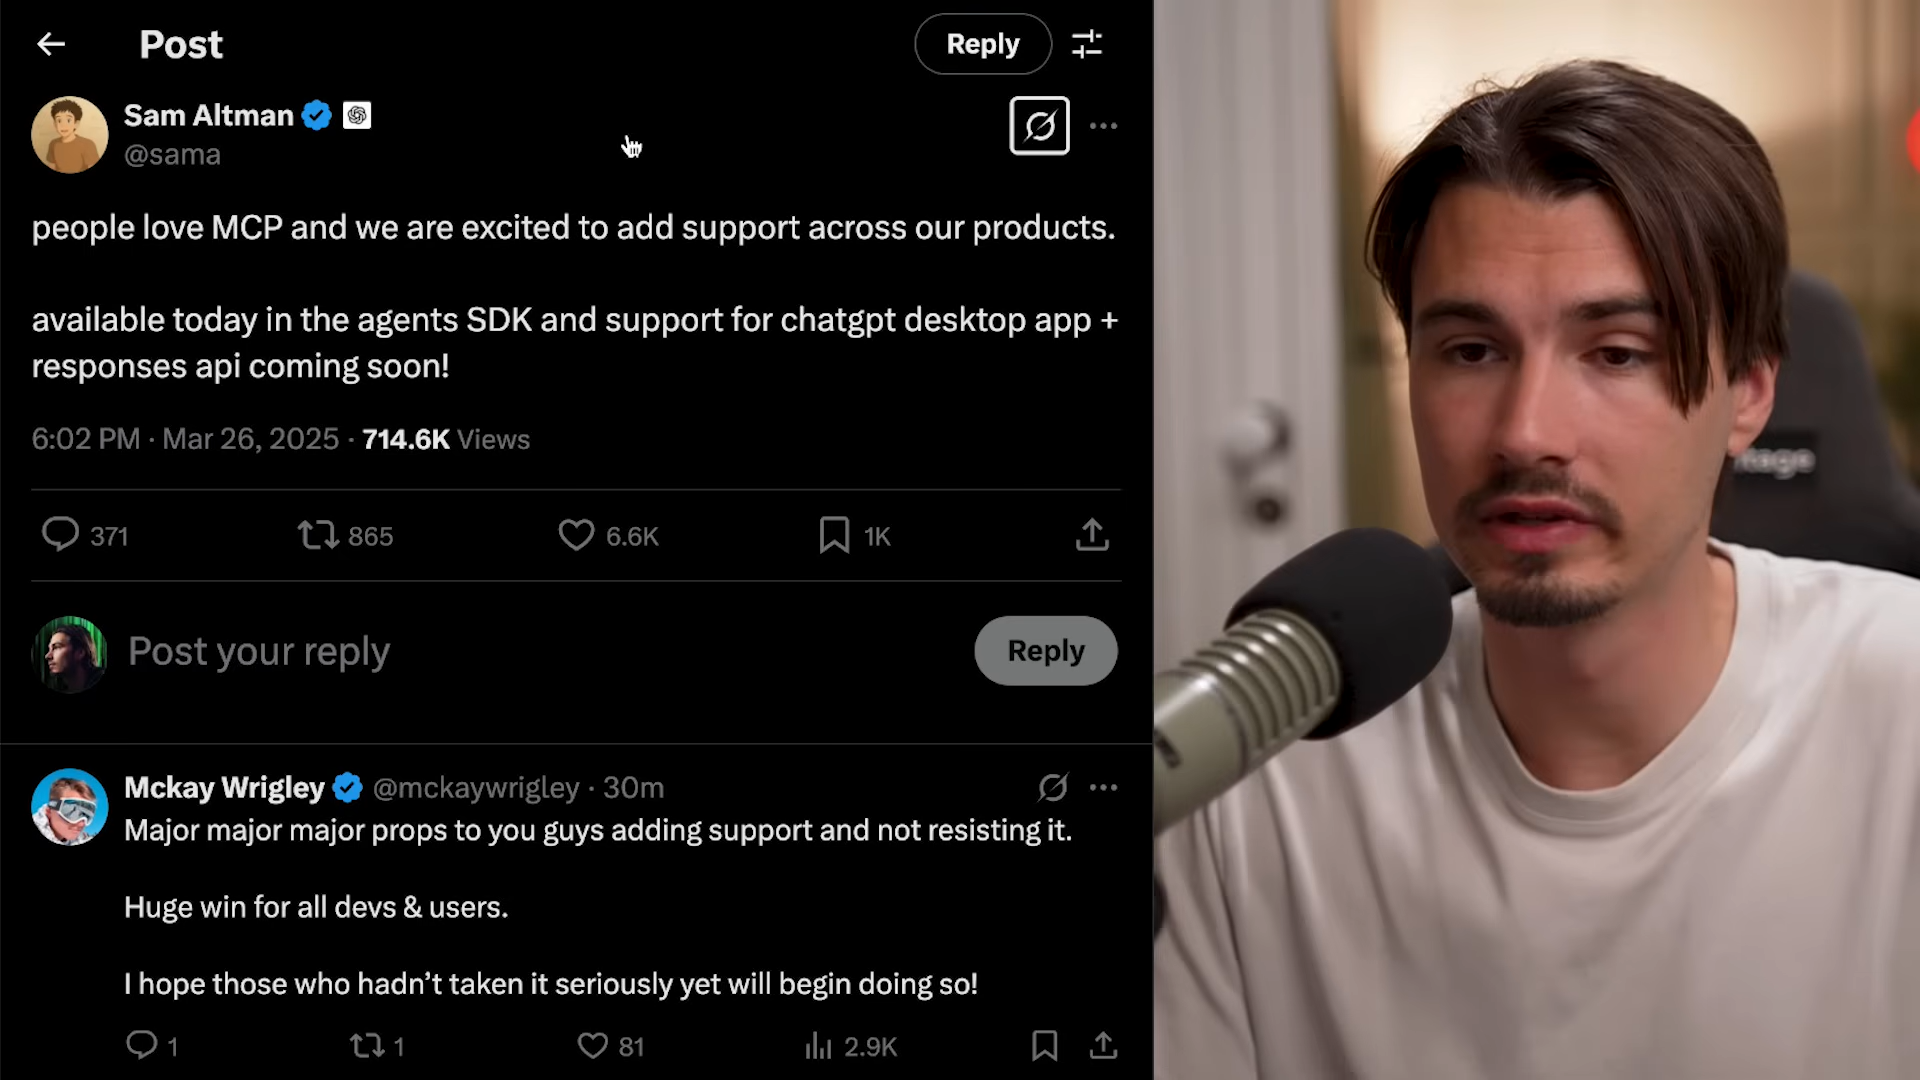 Post
Reply
Sam Altman
@sama
people love MCP and we are excited to add support across our products.
available today in the agents SDK and support for chatgpt desktop app +
responses api coming soon!
6:02 PM · Mar 26, 2025 · 714.6K Views
371 865 6.6K 1K
Post your reply
Reply
Mckay Wrigley @mckaywrigley · 30m
Major major major props to you guys adding support and not resisting it.
Huge win for all devs & users.
I hope those who hadn’t taken it seriously yet will begin doing so!
1 1 81 2.9K